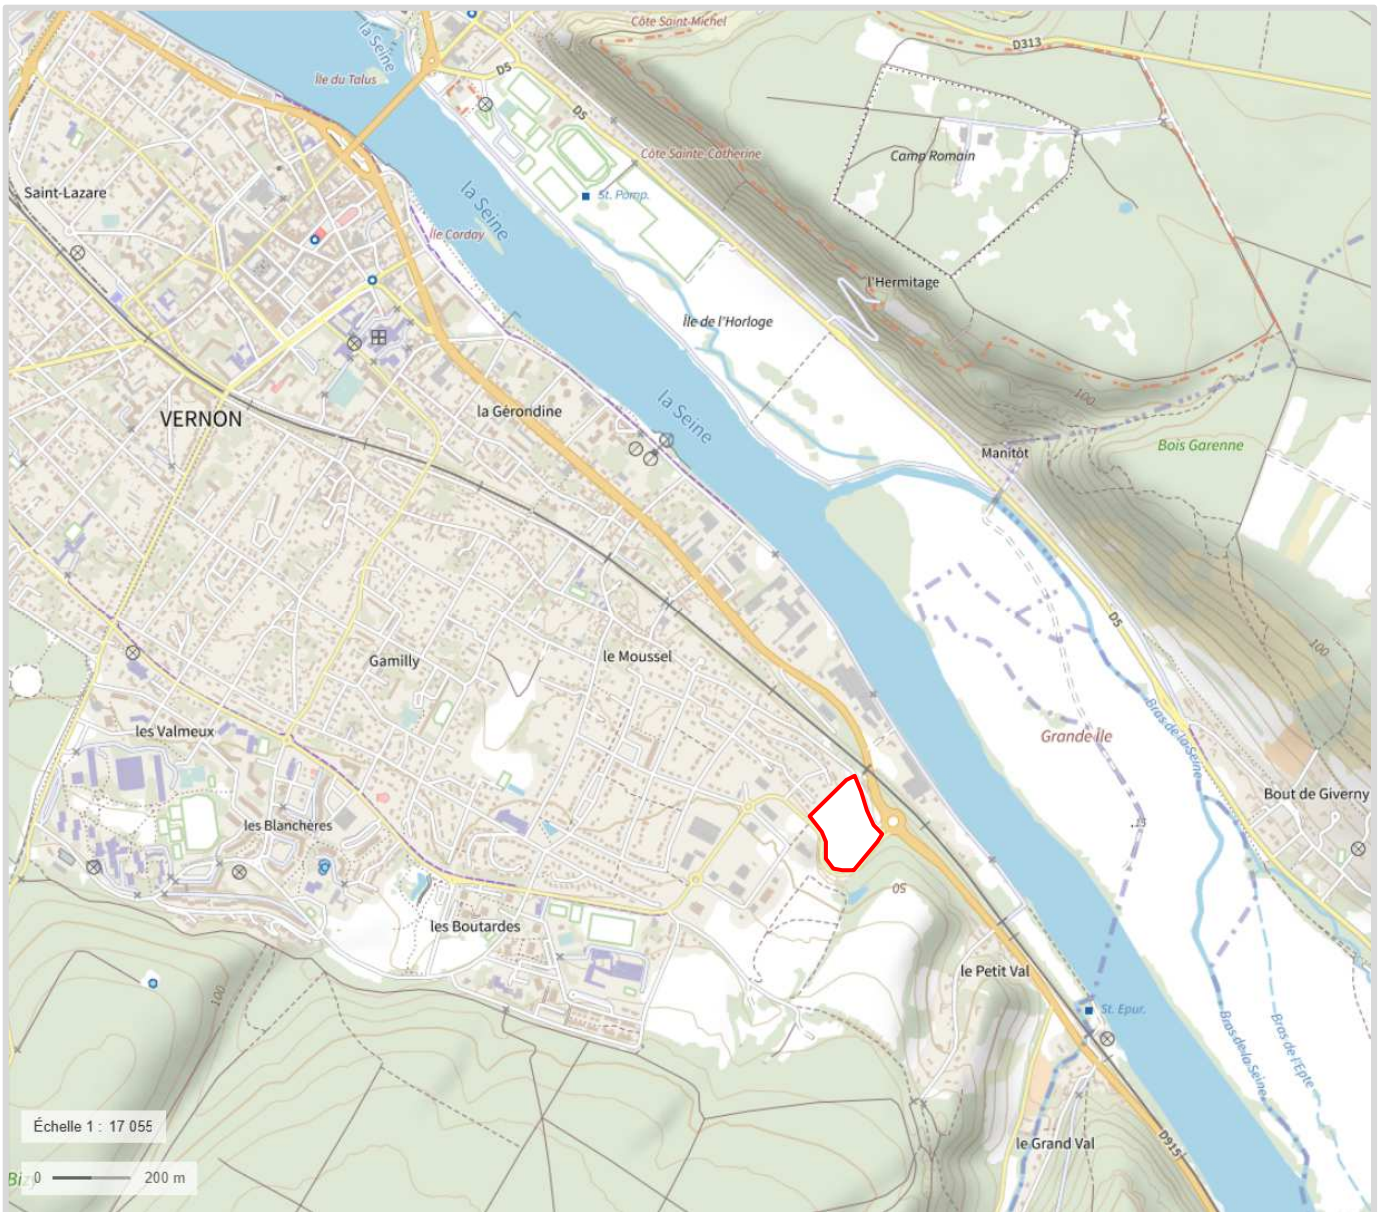 Côte Saint-Michel
la Seine
D313
D5
Île du Talus
D5
Côte Sainte-Catherine
Camp Romain
Saint-Lazare
St. Pomp.
la Seine
Île Corday
l'Hermitage
Île de l'Horloge
100
la Seine
VERNON
la Gérondine
Bois Garenne
Manitôt
D5
100
le Moussel
Gamilly
Bras de la Seine
les Valmeux
Grande Île
Bout de Giverny
les Blanchères
50
les Boutardes
le Petit Val
100
St. Epur.
Bras de la Seine
Bras de l'Epte
Échelle 1 : 17 055
D915
le Grand Val
0
200 m